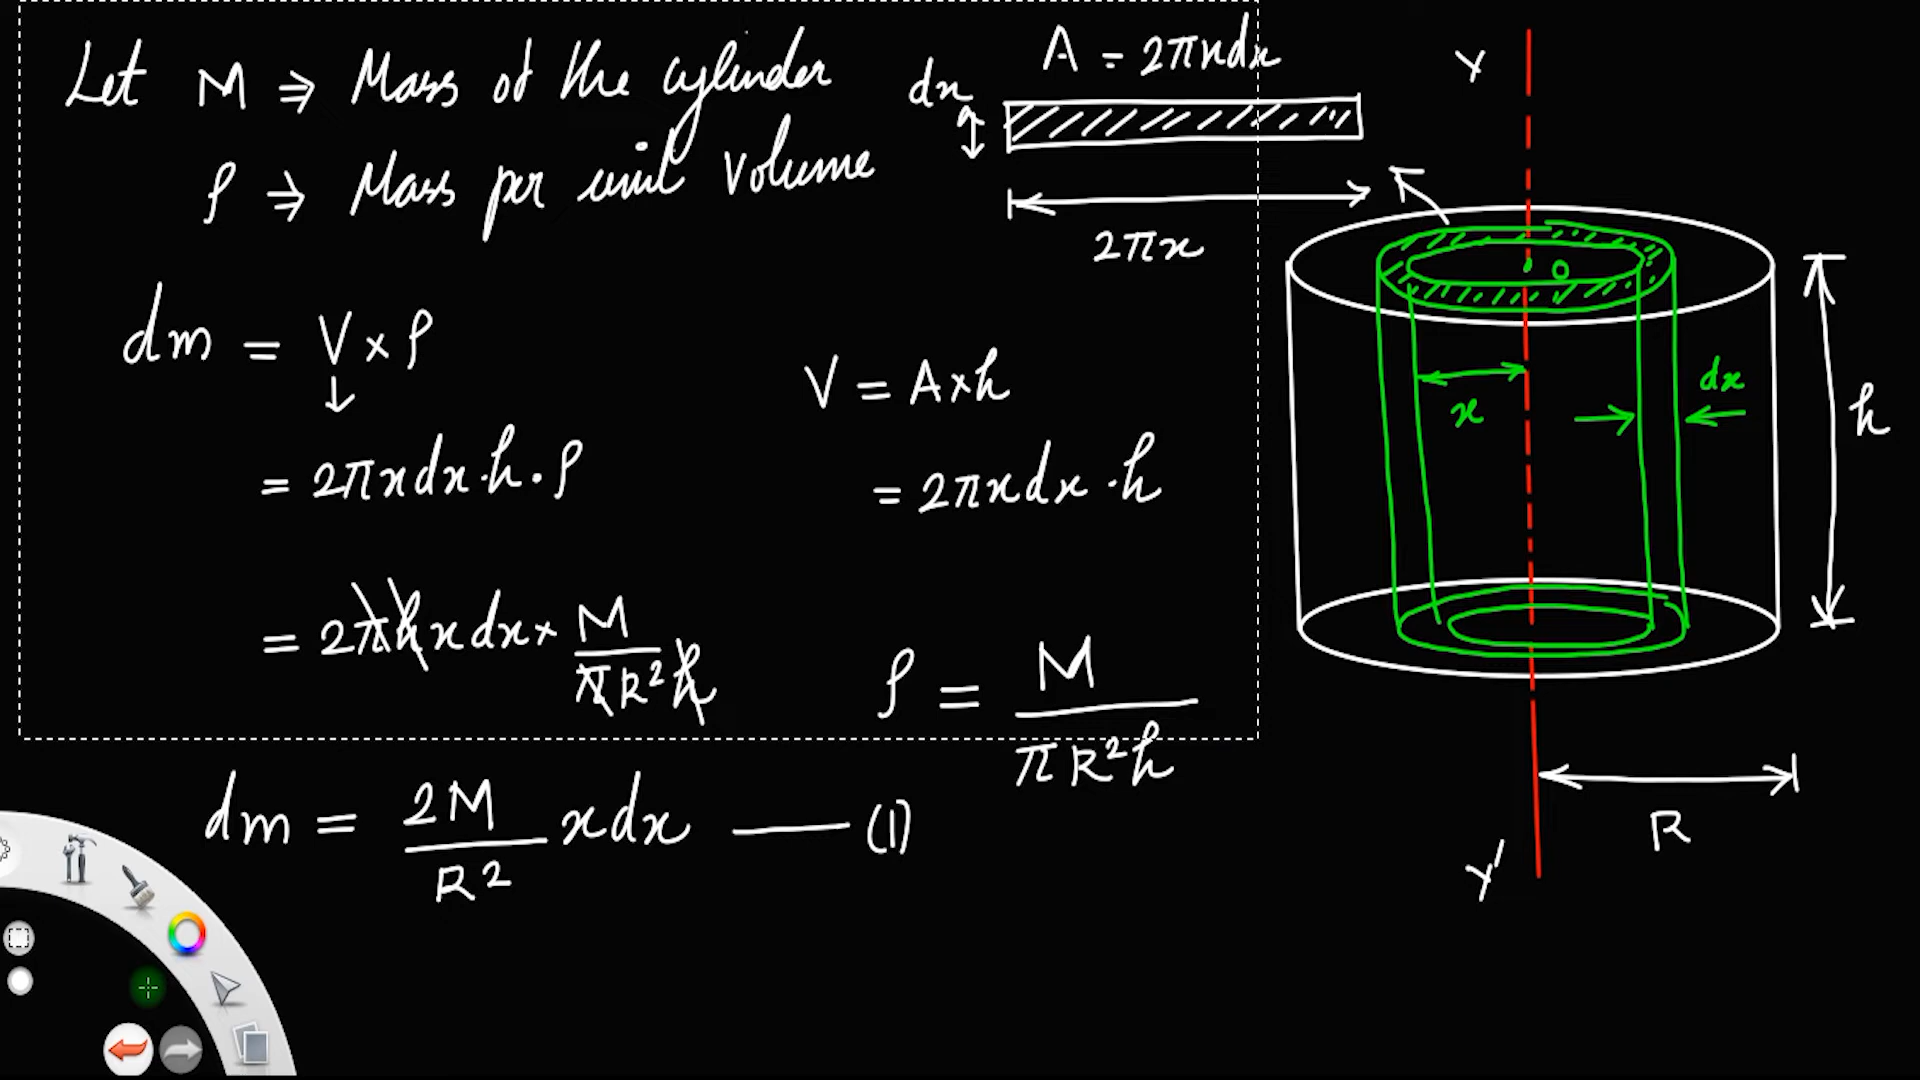 Let M ⇒ Mass of the cylinder
ρ ⇒ Mass per unit volume
dm = V × ρ
↓
= 2πxdx·h·ρ
= 2πhxdx × M/πR²h
dm = 2M/R² xdx —— (1)
V = A×h
= 2πxdx·h
ρ = M/πR²h
A = 2πxdx
dx
2πx
Y
O
x
dx
h
R
Y'